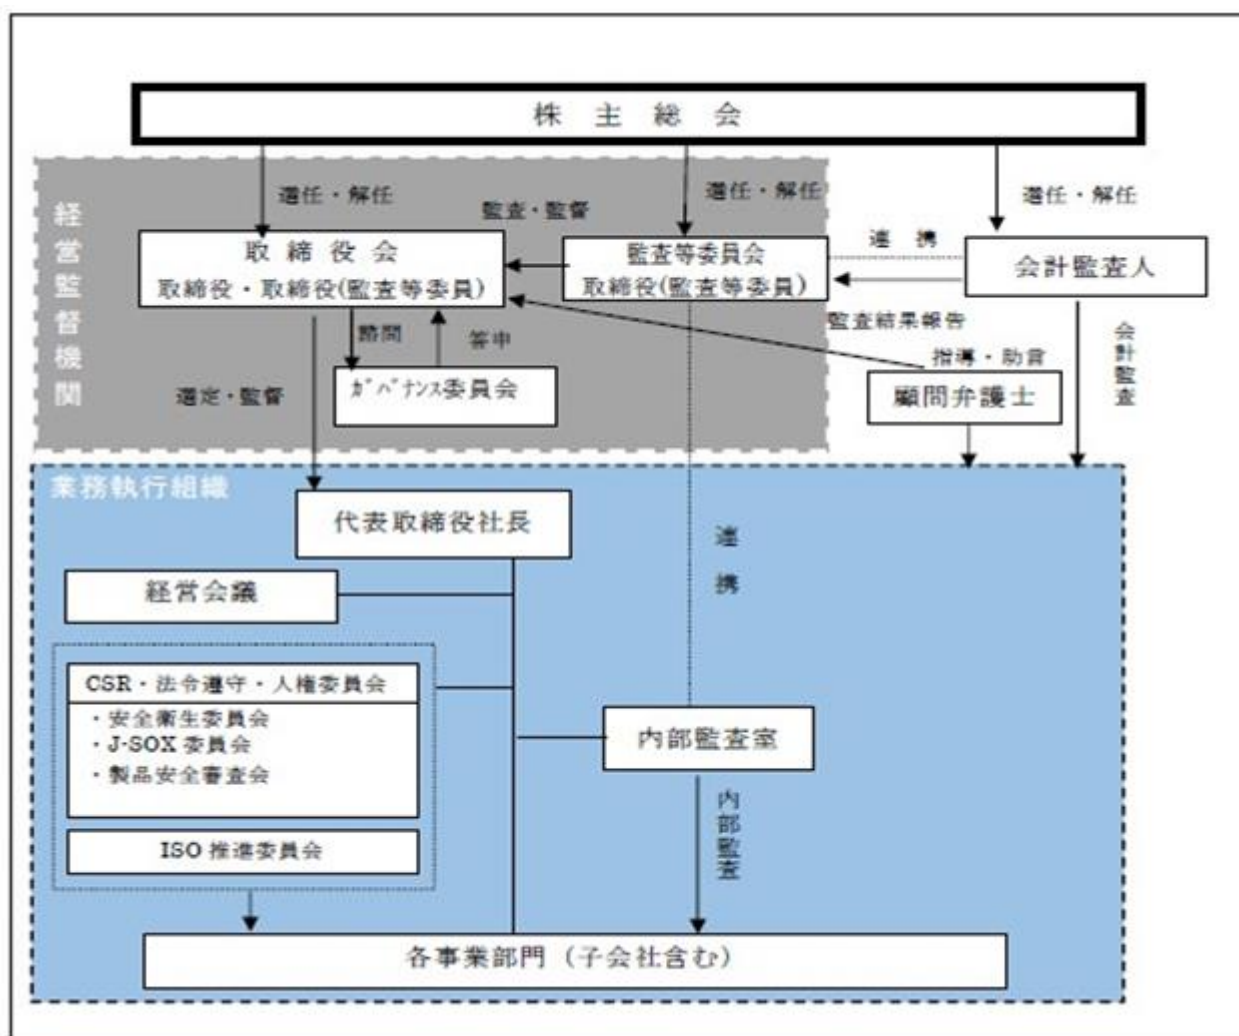 株 主 総 会
選任・解任
選任・解任
選任・解任
経営監督機関
監査・監督
取 締 役 会
取締役・取締役(監査等委員)
監査等委員会
取締役(監査等委員)
連 携
会計監査人
監査結果報告
諮問
答申
指導・助言
会計監査
選定・監督
ｶﾞﾊﾞﾅﾝｽ委員会
顧問弁護士
業務執行組織
代表取締役社長
連携
経営会議
CSR・法令遵守・人権委員会
・安全衛生委員会
・J-SOX 委員会
・製品安全審査会
内部監査室
内部監査
ISO 推進委員会
各事業部門（子会社含む）